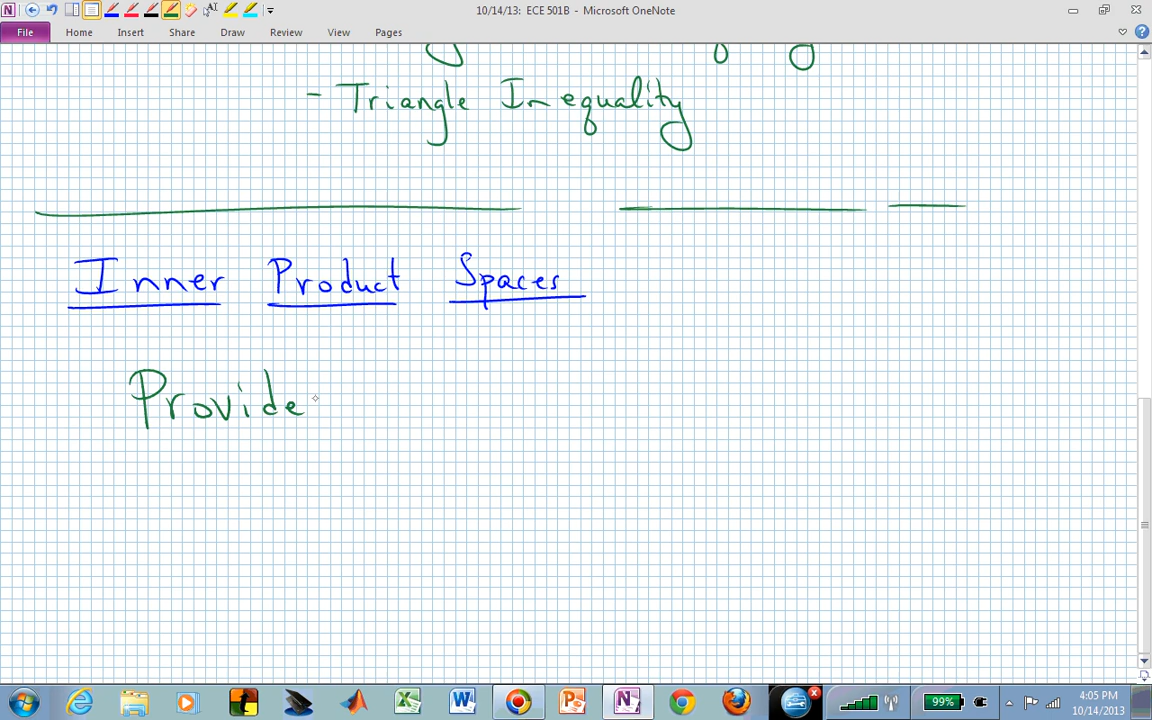 10/14/13: ECE 501B - Microsoft OneNote
File Home Insert Share Draw Review View Pages
- Triangle Inequality
Inner Product Spaces
Provide
99%
4:05 PM
10/14/2013